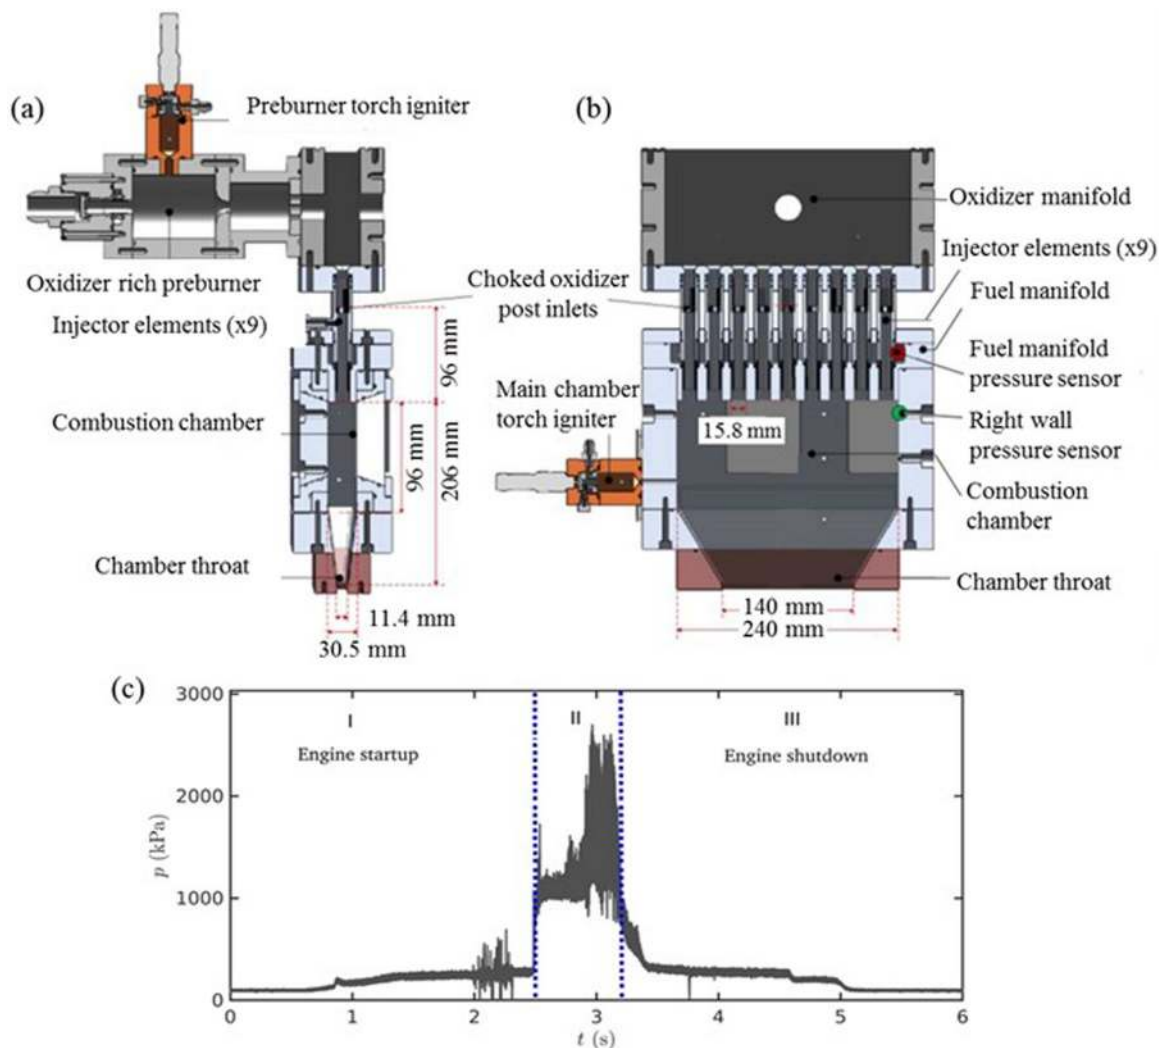 (a)
Preburner torch igniter
Oxidizer rich preburner
Injector elements (x9)
Combustion chamber
Chamber throat
96 mm
96 mm
206 mm
11.4 mm
30.5 mm
(b)
Oxidizer manifold
Injector elements (x9)
Choked oxidizer
post inlets
Fuel manifold
Fuel manifold
pressure sensor
Main chamber
torch igniter
15.8 mm
Right wall
pressure sensor
Combustion
chamber
Chamber throat
140 mm
240 mm
(c)
3000
2000
1000
0
p (kPa)
I
Engine startup
II
III
Engine shutdown
0 1 2 3 4 5 6
t (s)